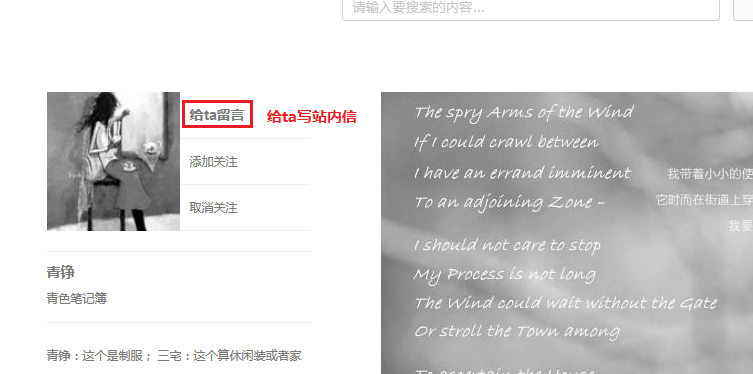 请输入要搜索的内容...
给ta留言
给ta写站内信
添加关注
取消关注
青铮
青色笔记簿
青铮：这个是制服； 三宅：这个算休闲装或者家
The spry Arms of the Wind
If I could crawl between
I have an errand imminent
To an adjoining Zone –
I should not care to stop
My Process is not long
The Wind could wait without the Gate
Or stroll the Town among
To ascertain the House
我带着小小的使
它时而在街道上穿
我要